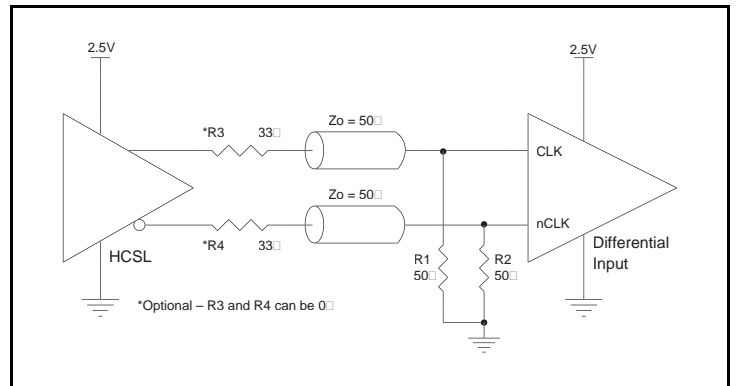 2.5V
2.5V
*R3 33□
Zo = 50□
CLK
Zo = 50□
nCLK
*R4 33□
HCSL
R1
50□
R2
50□
Differential
Input
*Optional – R3 and R4 can be 0□